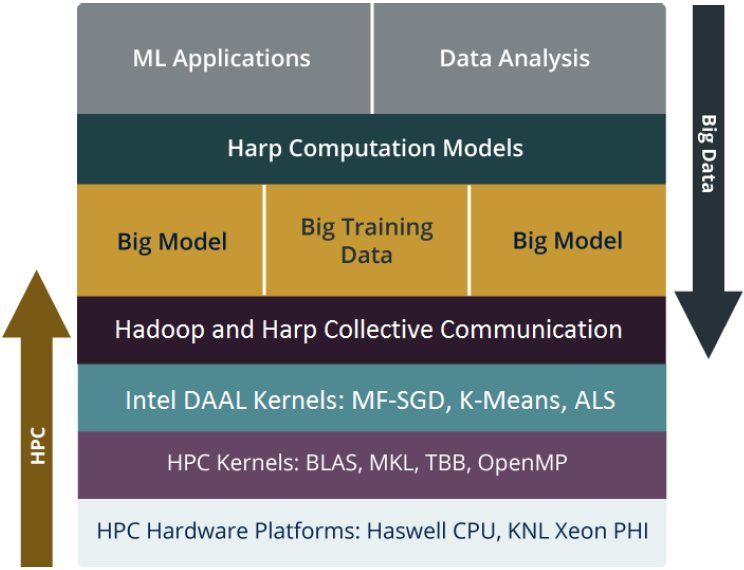 ML Applications
Data Analysis
Harp Computation Models
Big Model
Big Training
Data
Big Model
Hadoop and Harp Collective Communication
Intel DAAL Kernels: MF-SGD, K-Means, ALS
HPC Kernels: BLAS, MKL, TBB, OpenMP
HPC Hardware Platforms: Haswell CPU, KNL Xeon PHI
Big Data
HPC